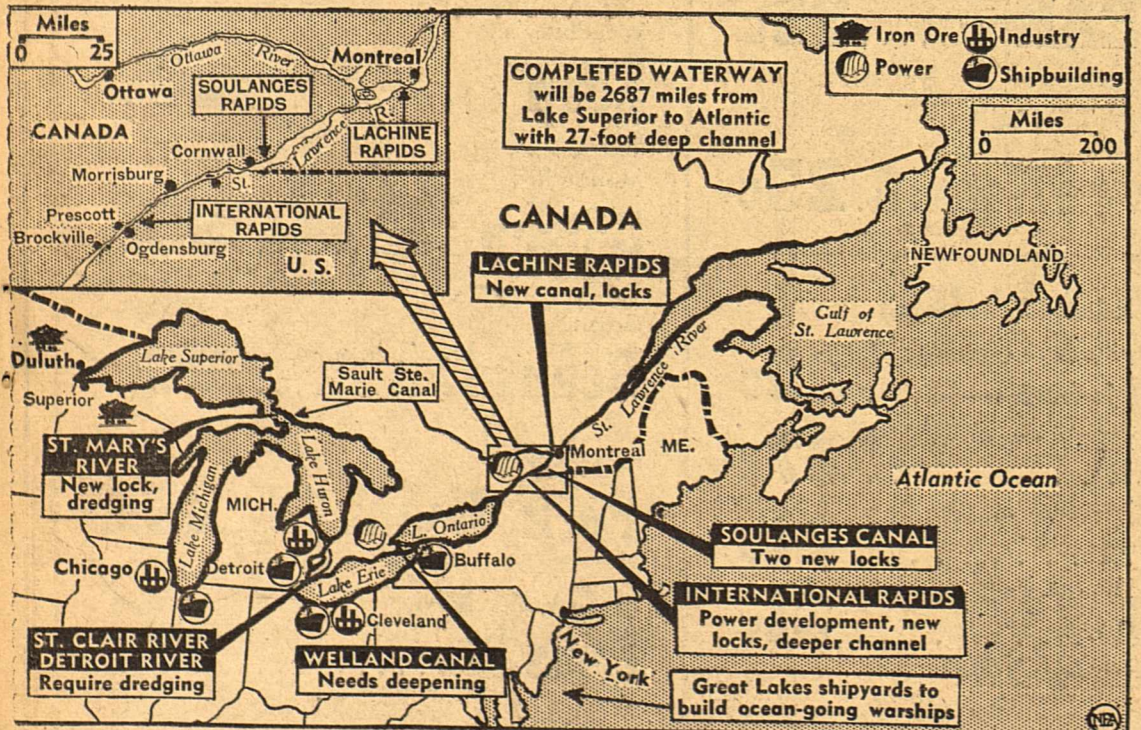 Miles
0 25
Ottawa River
Montreal
Ottawa
SOULANGES
RAPIDS
CANADA
Lawrence R.
LACHINE
RAPIDS
Cornwall
Morrisburg
St.
Prescott
INTERNATIONAL
RAPIDS
Brockville
Ogdensburg
U. S.
COMPLETED WATERWAY
will be 2687 miles from
Lake Superior to Atlantic
with 27-foot deep channel
Iron Ore
Industry
Power
Shipbuilding
Miles
0 200
CANADA
NEWFOUNDLAND
LACHINE RAPIDS
New canal, locks
Gulf of
St. Lawrence
St. Lawrence River
Duluth
Lake Superior
Superior
Sault Ste.
Marie Canal
ST. MARY'S
RIVER
New lock,
dredging
Lake Michigan
MICH.
Lake Huron
Montreal
ME.
Atlantic Ocean
L. Ontario
Chicago
Detroit
Lake Erie
Buffalo
SOULANGES CANAL
Two new locks
Cleveland
INTERNATIONAL RAPIDS
Power development, new
locks, deeper channel
ST. CLAIR RIVER
DETROIT RIVER
Require dredging
WELLAND CANAL
Needs deepening
New York
Great Lakes shipyards to
build ocean-going warships
NEA